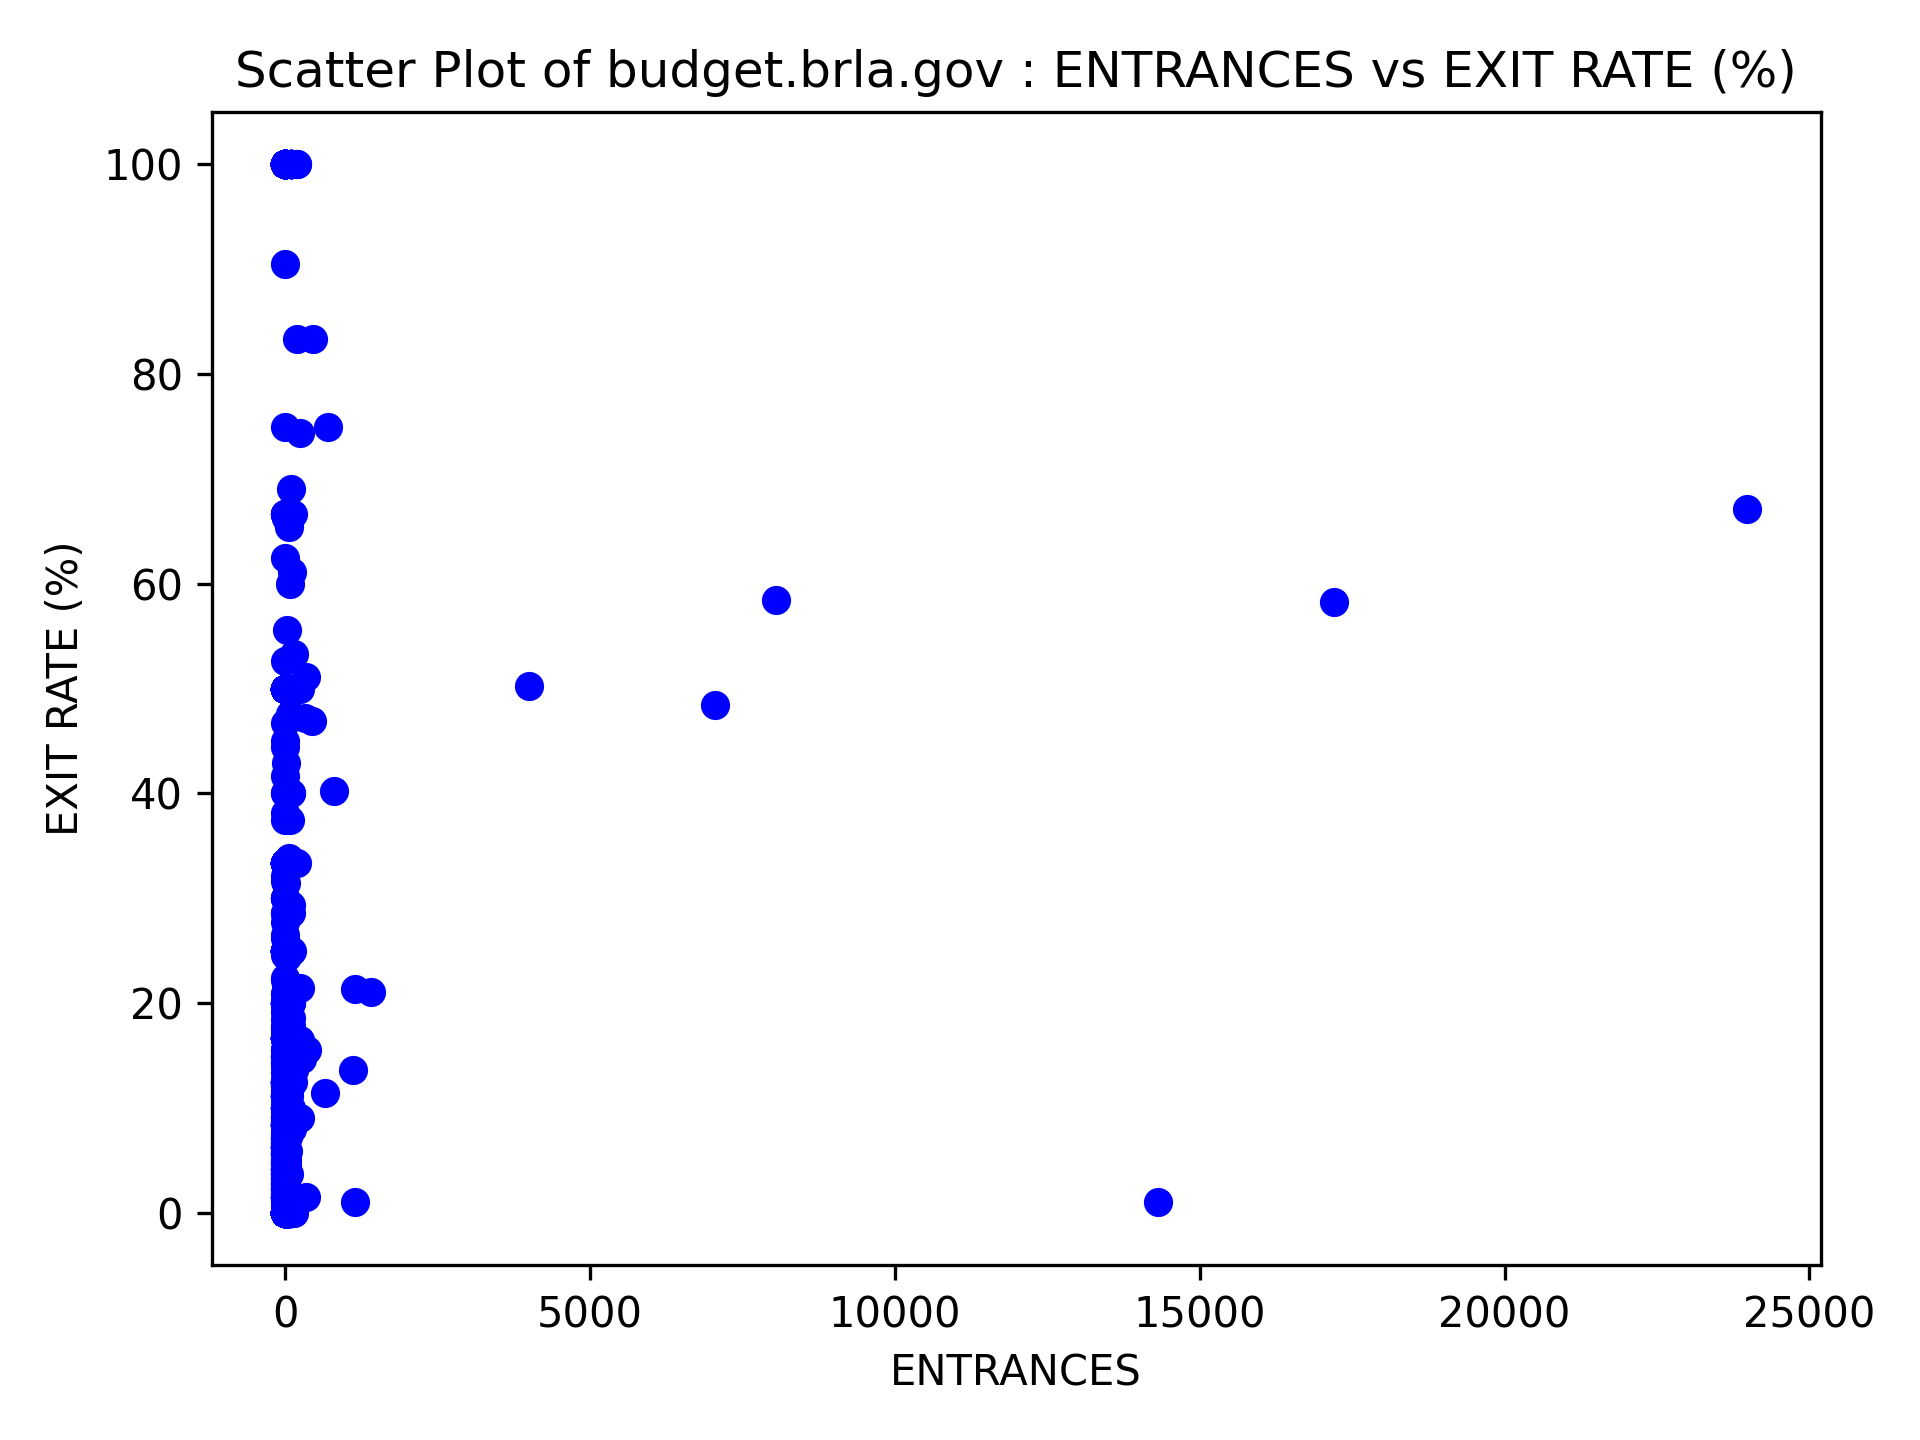 Scatter Plot of budget.brla.gov : ENTRANCES vs EXIT RATE (%)
100
80
60
40
20
0
EXIT RATE (%)
0 5000 10000 15000 20000 25000
ENTRANCES